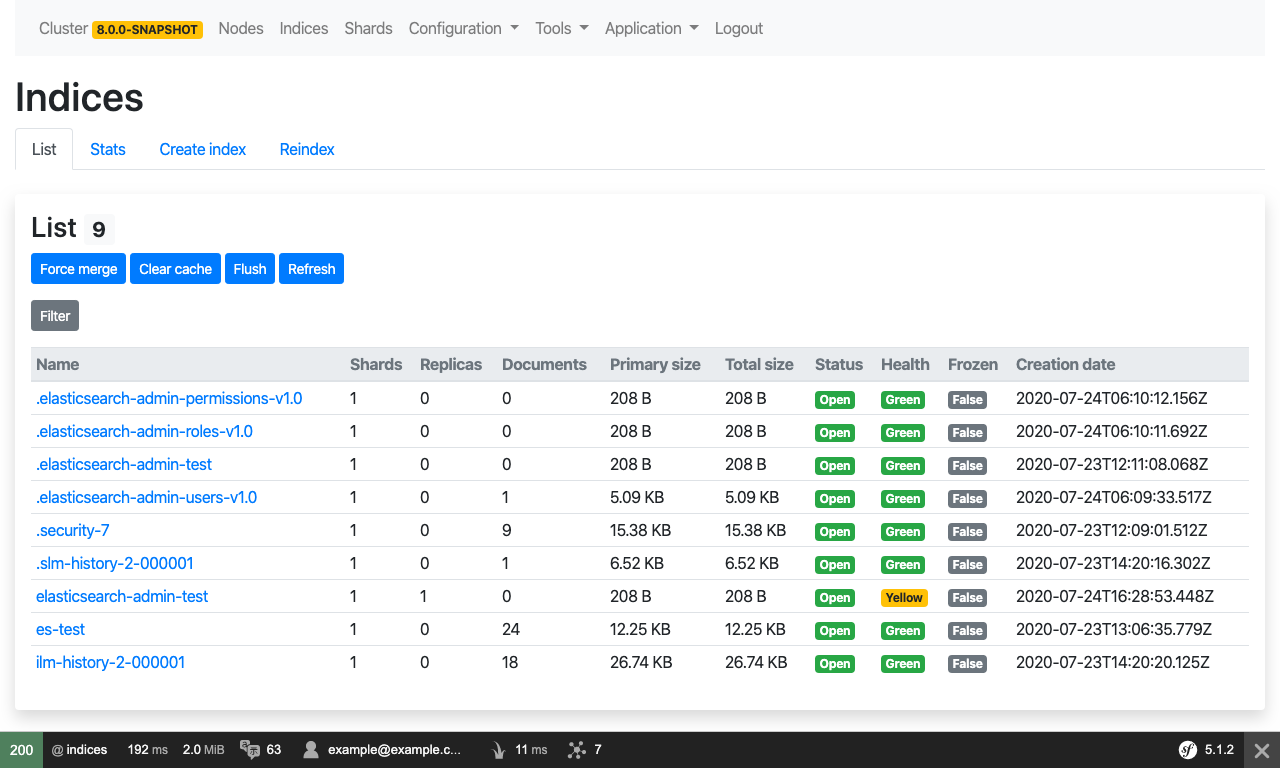 Cluster 8.0.0-SNAPSHOT Nodes Indices Shards Configuration Tools Application Logout
Indices
List Stats Create index Reindex
List 9
Force merge Clear cache Flush Refresh
Filter
Name Shards Replicas Documents Primary size Total size Status Health Frozen Creation date
.elasticsearch-admin-permissions-v1.0 1 0 0 208 B 208 B Open Green False 2020-07-24T06:10:12.156Z
.elasticsearch-admin-roles-v1.0 1 0 0 208 B 208 B Open Green False 2020-07-24T06:10:11.692Z
.elasticsearch-admin-test 1 0 0 208 B 208 B Open Green False 2020-07-23T12:11:08.068Z
.elasticsearch-admin-users-v1.0 1 0 1 5.09 KB 5.09 KB Open Green False 2020-07-24T06:09:33.517Z
.security-7 1 0 9 15.38 KB 15.38 KB Open Green False 2020-07-23T12:09:01.512Z
.slm-history-2-000001 1 0 1 6.52 KB 6.52 KB Open Green False 2020-07-23T14:20:16.302Z
elasticsearch-admin-test 1 1 0 208 B 208 B Open Yellow False 2020-07-24T16:28:53.448Z
es-test 1 0 24 12.25 KB 12.25 KB Open Green False 2020-07-23T13:06:35.779Z
ilm-history-2-000001 1 0 18 26.74 KB 26.74 KB Open Green False 2020-07-23T14:20:20.125Z
200 @ indices 192 ms 2.0 MiB 63 example@example.c... 11 ms 7 sf 5.1.2